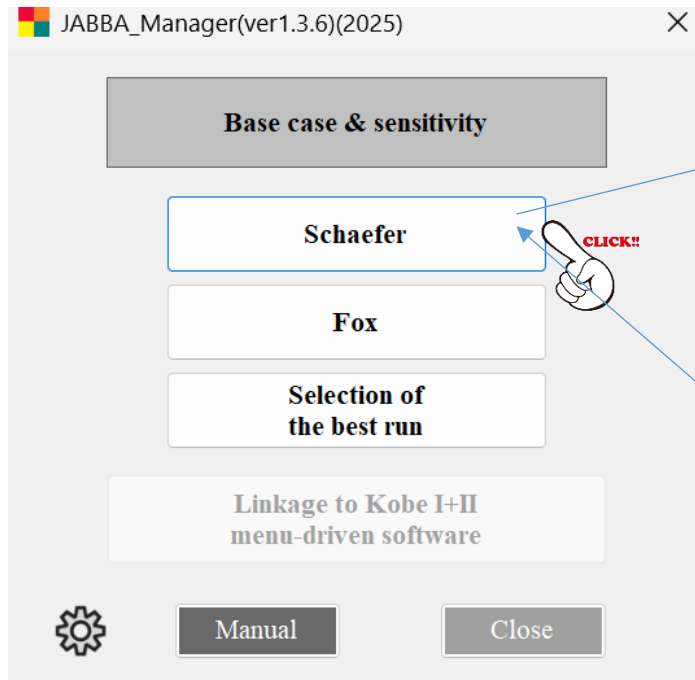 JABBA_Manager(ver1.3.6)(2025)
Base case & sensitivity
Schaefer
CLICK!!
Fox
Selection of
the best run
Linkage to Kobe I+II
menu-driven software
Manual
Close